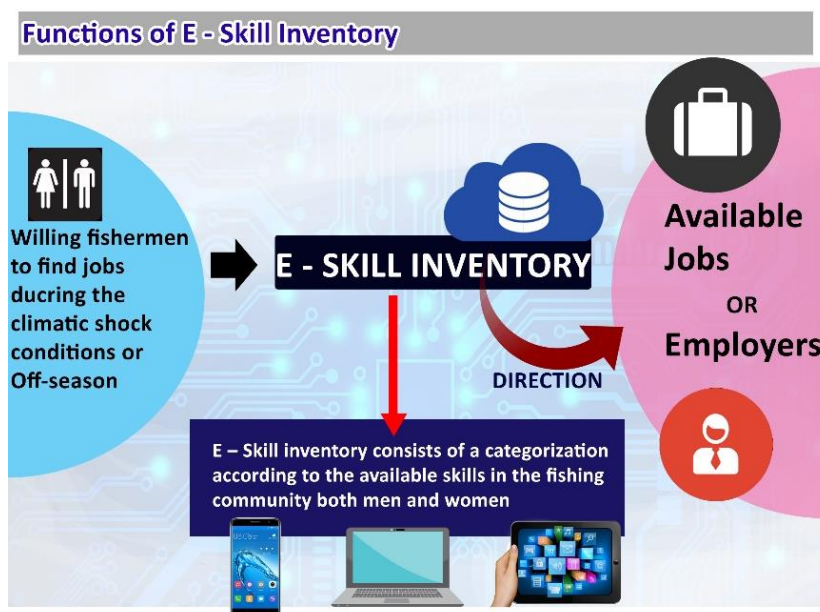 Functions of E - Skill Inventory
Willing fishermen
to find jobs
ducring the
climatic shock
conditions or
Off-season
E - SKILL INVENTORY
DIRECTION
Available
Jobs
OR
Employers
E – Skill inventory consists of a categorization
according to the available skills in the fishing
community both men and women